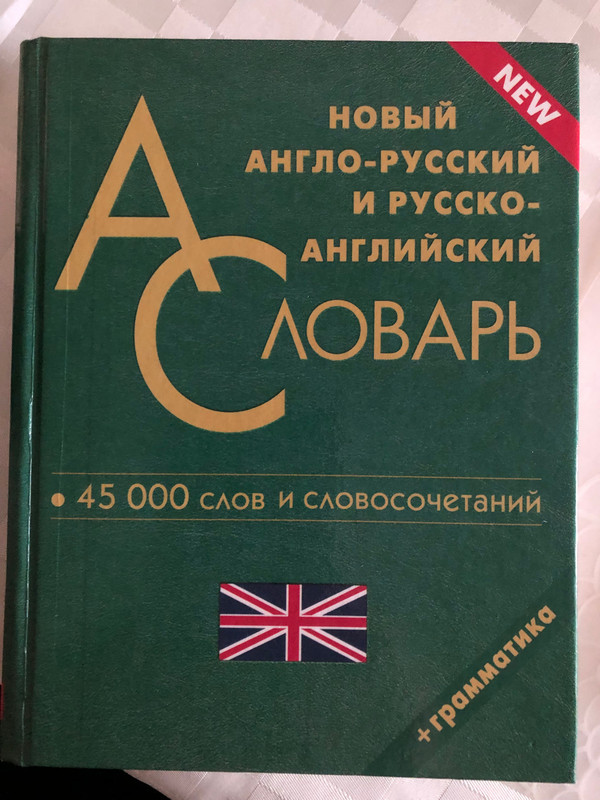 NEW
НОВЫЙ
АНГЛО-РУССКИЙ
И РУССКО-
АНГЛИЙСКИЙ
А
СЛОВАРЬ
• 45 000 слов и словосочетаний
+грамматика